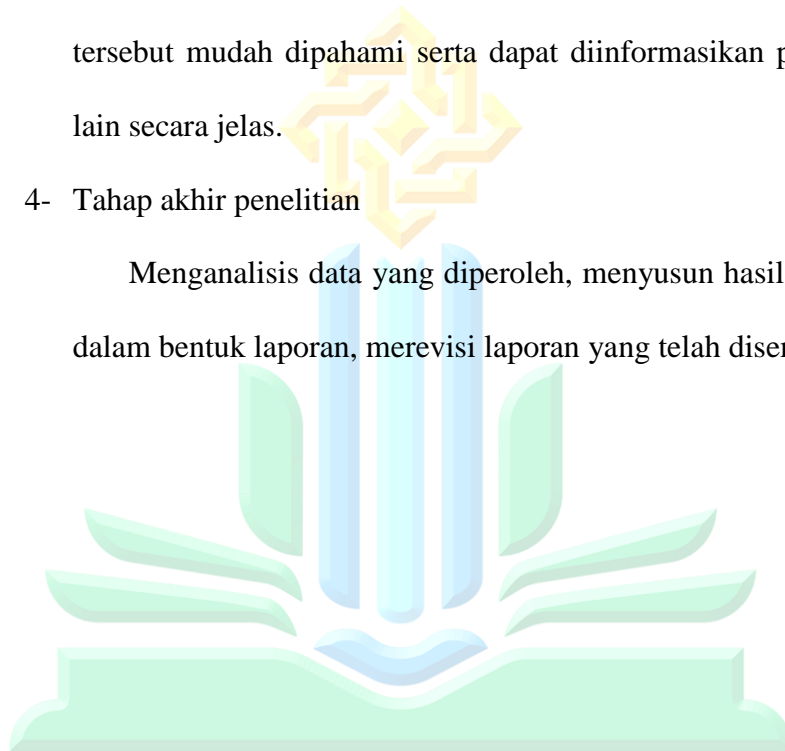 tersebut mudah dipahami serta dapat diinformasikan
lain secara jelas.
4- Tahap akhir penelitian
Menganalisis data yang diperoleh, menyusun hasil
dalam bentuk laporan, merevisi laporan yang telah